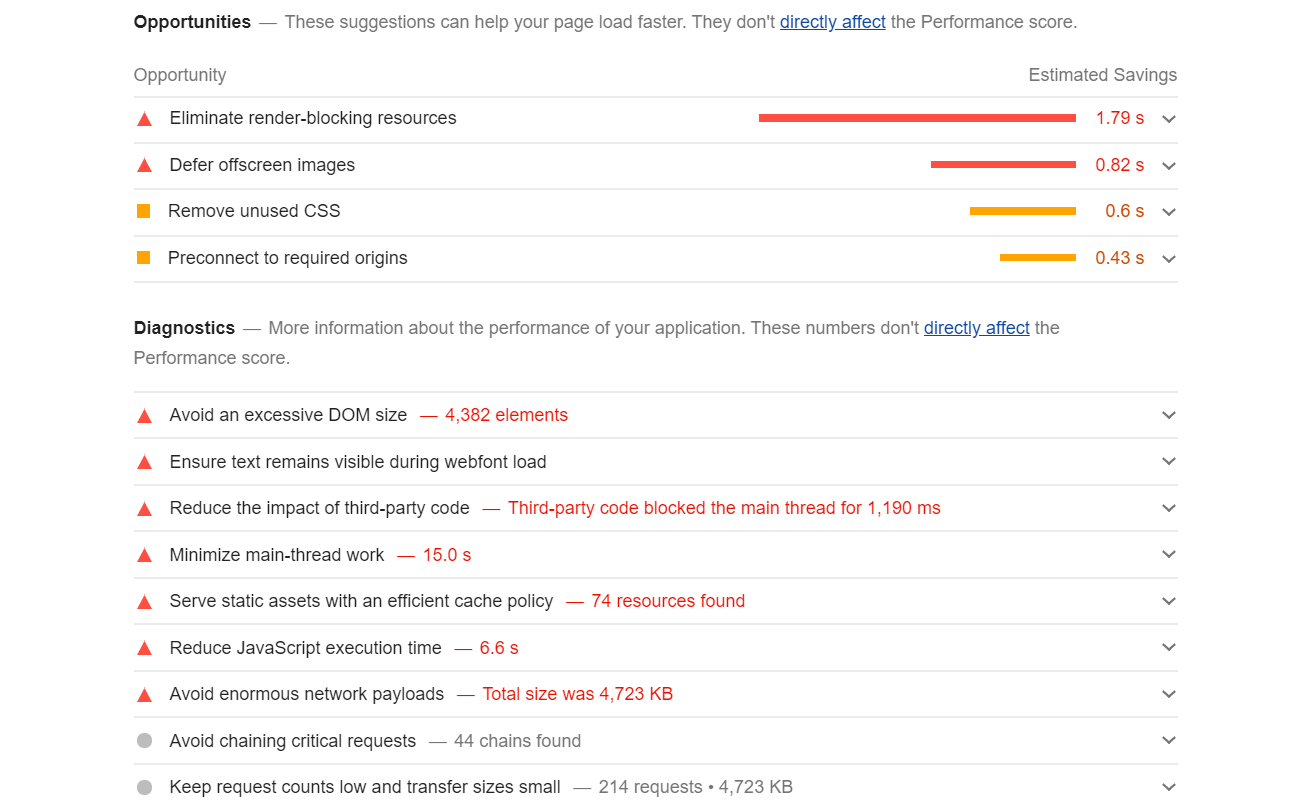 Opportunities — These suggestions can help your page load faster. They don't directly affect the Performance score.
Opportunity Estimated Savings
Eliminate render-blocking resources 1.79 s
Defer offscreen images 0.82 s
Remove unused CSS 0.6 s
Preconnect to required origins 0.43 s
Diagnostics — More information about the performance of your application. These numbers don't directly affect the
Performance score.
Avoid an excessive DOM size — 4,382 elements
Ensure text remains visible during webfont load
Reduce the impact of third-party code — Third-party code blocked the main thread for 1,190 ms
Minimize main-thread work — 15.0 s
Serve static assets with an efficient cache policy — 74 resources found
Reduce JavaScript execution time — 6.6 s
Avoid enormous network payloads — Total size was 4,723 KB
Avoid chaining critical requests — 44 chains found
Keep request counts low and transfer sizes small — 214 requests • 4,723 KB